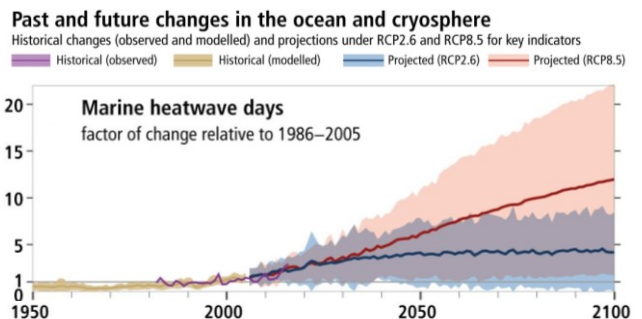 Past and future changes in the ocean and cryosphere
Historical changes (observed and modelled) and projections under RCP2.6 and RCP8.5 for key indicators
Historical (observed) Historical (modelled) Projected (RCP2.6) Projected (RCP8.5)
Marine heatwave days
factor of change relative to 1986–2005
20
15
10
5
1
0
1950 2000 2050 2100